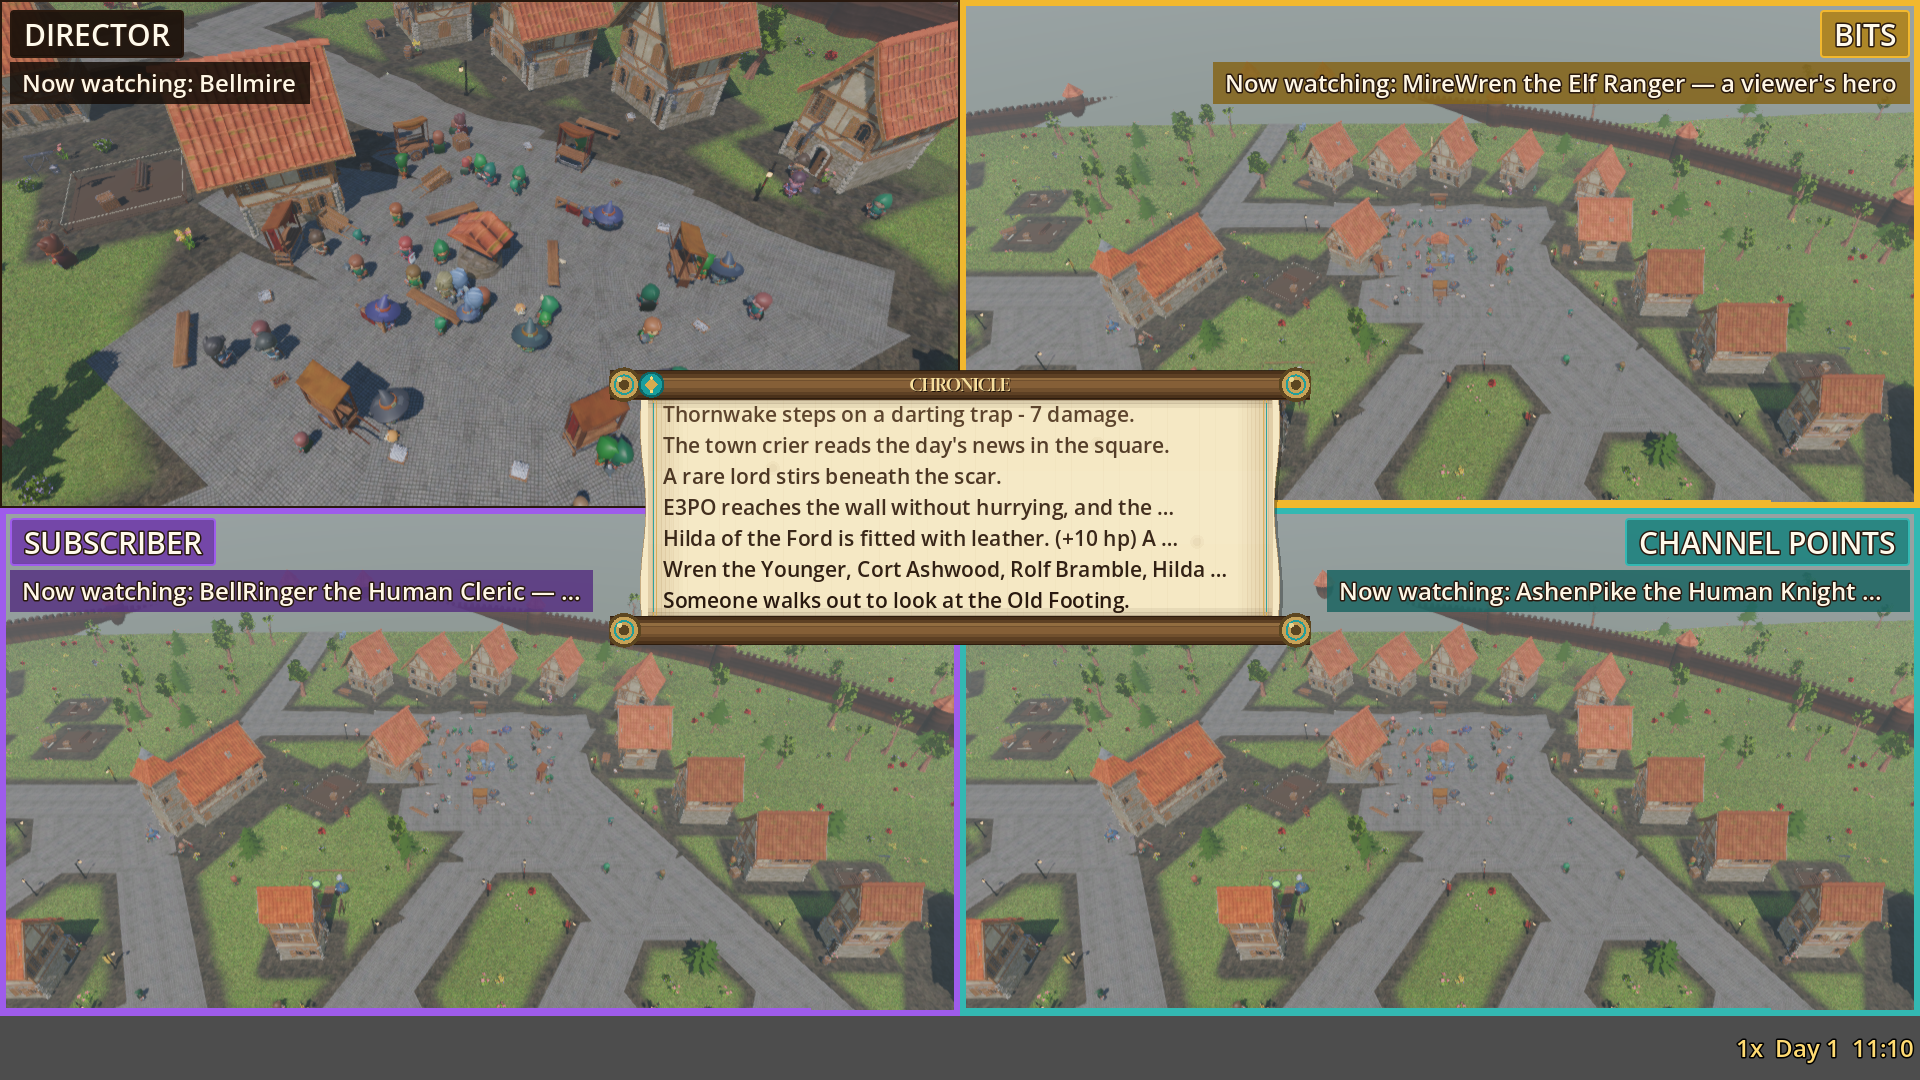 DIRECTOR
Now watching: Bellmire
BITS
Now watching: MireWren the Elf Ranger — a viewer's hero
CHRONICLE
Thornwake steps on a darting trap - 7 damage.
The town crier reads the day's news in the square.
A rare lord stirs beneath the scar.
E3PO reaches the wall without hurrying, and the ...
Hilda of the Ford is fitted with leather. (+10 hp) A ...
Wren the Younger, Cort Ashwood, Rolf Bramble, Hilda ...
Someone walks out to look at the Old Footing.
SUBSCRIBER
Now watching: BellRinger the Human Cleric — ...
CHANNEL POINTS
Now watching: AshenPike the Human Knight ...
1x Day 1 11:10